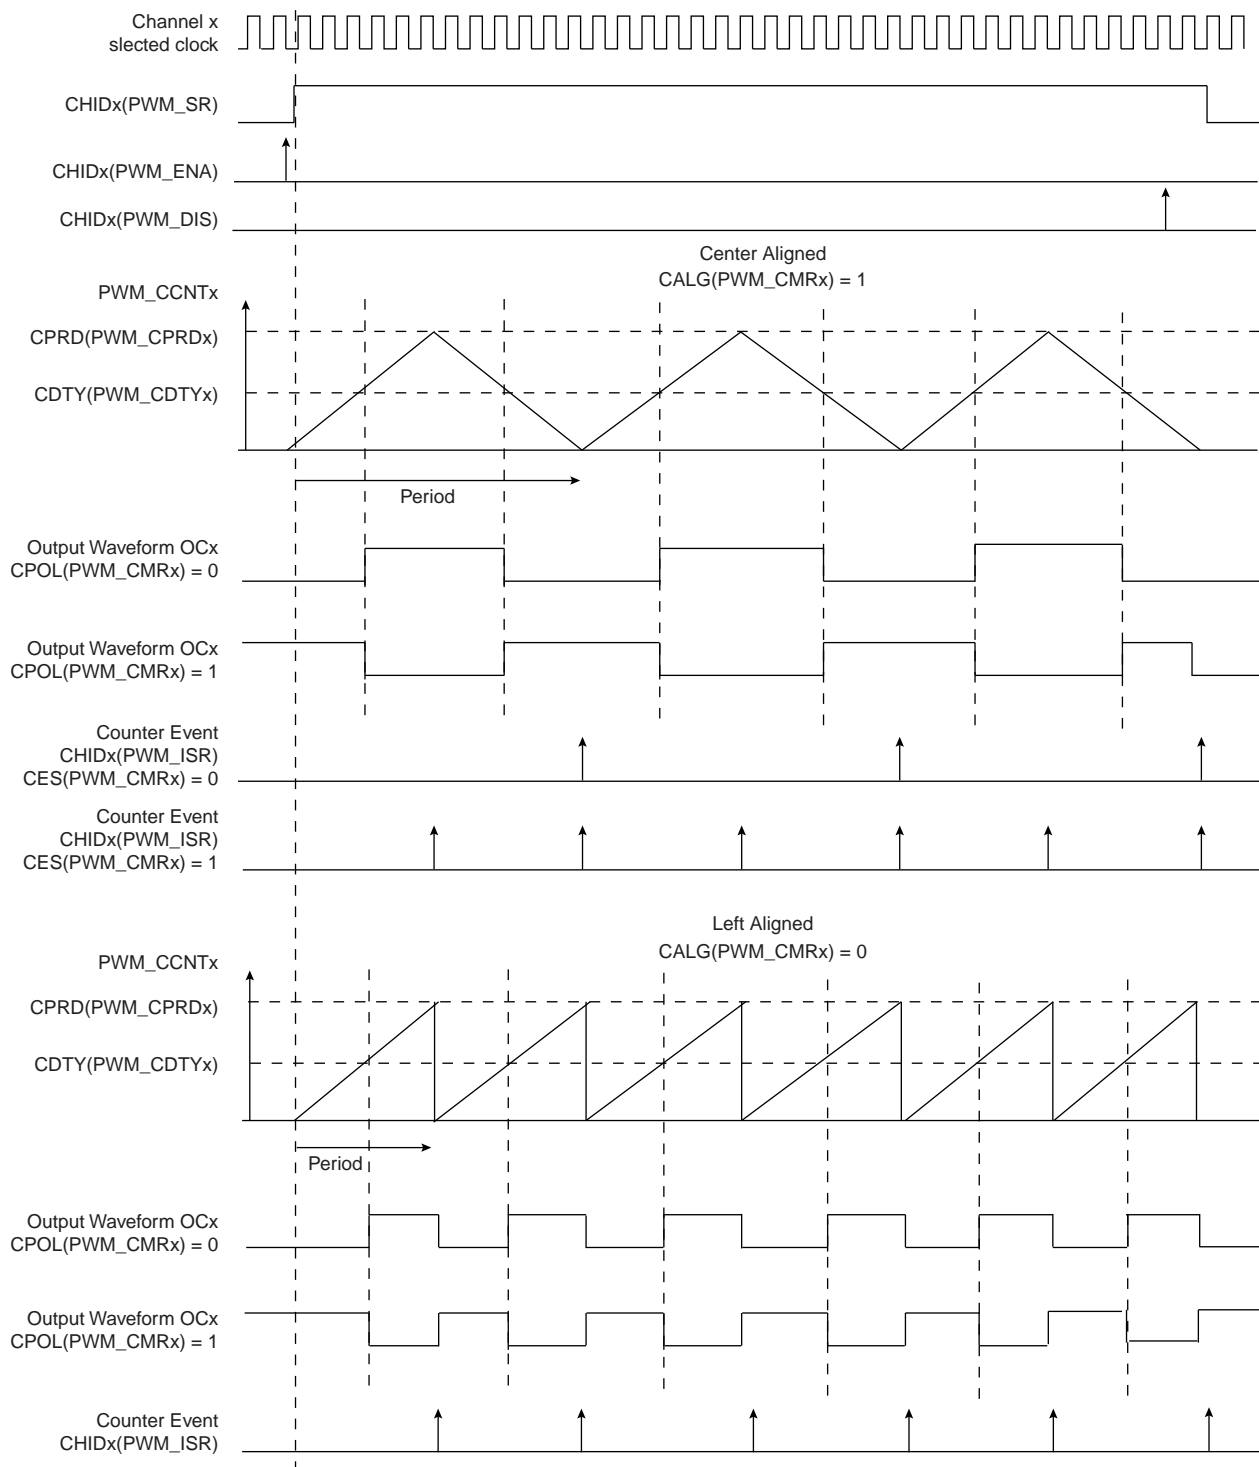 Channel x
slected clock
CHIDx(PWM_SR)
CHIDx(PWM_ENA)
CHIDx(PWM_DIS)
Center Aligned
CALG(PWM_CMRx) = 1
PWM_CCNTx
CPRD(PWM_CPRDx)
CDTY(PWM_CDTYx)
Period
Output Waveform OCx
CPOL(PWM_CMRx) = 0
Output Waveform OCx
CPOL(PWM_CMRx) = 1
Counter Event
CHIDx(PWM_ISR)
CES(PWM_CMRx) = 0
Counter Event
CHIDx(PWM_ISR)
CES(PWM_CMRx) = 1
Left Aligned
CALG(PWM_CMRx) = 0
PWM_CCNTx
CPRD(PWM_CPRDx)
CDTY(PWM_CDTYx)
Period
Output Waveform OCx
CPOL(PWM_CMRx) = 0
Output Waveform OCx
CPOL(PWM_CMRx) = 1
Counter Event
CHIDx(PWM_ISR)